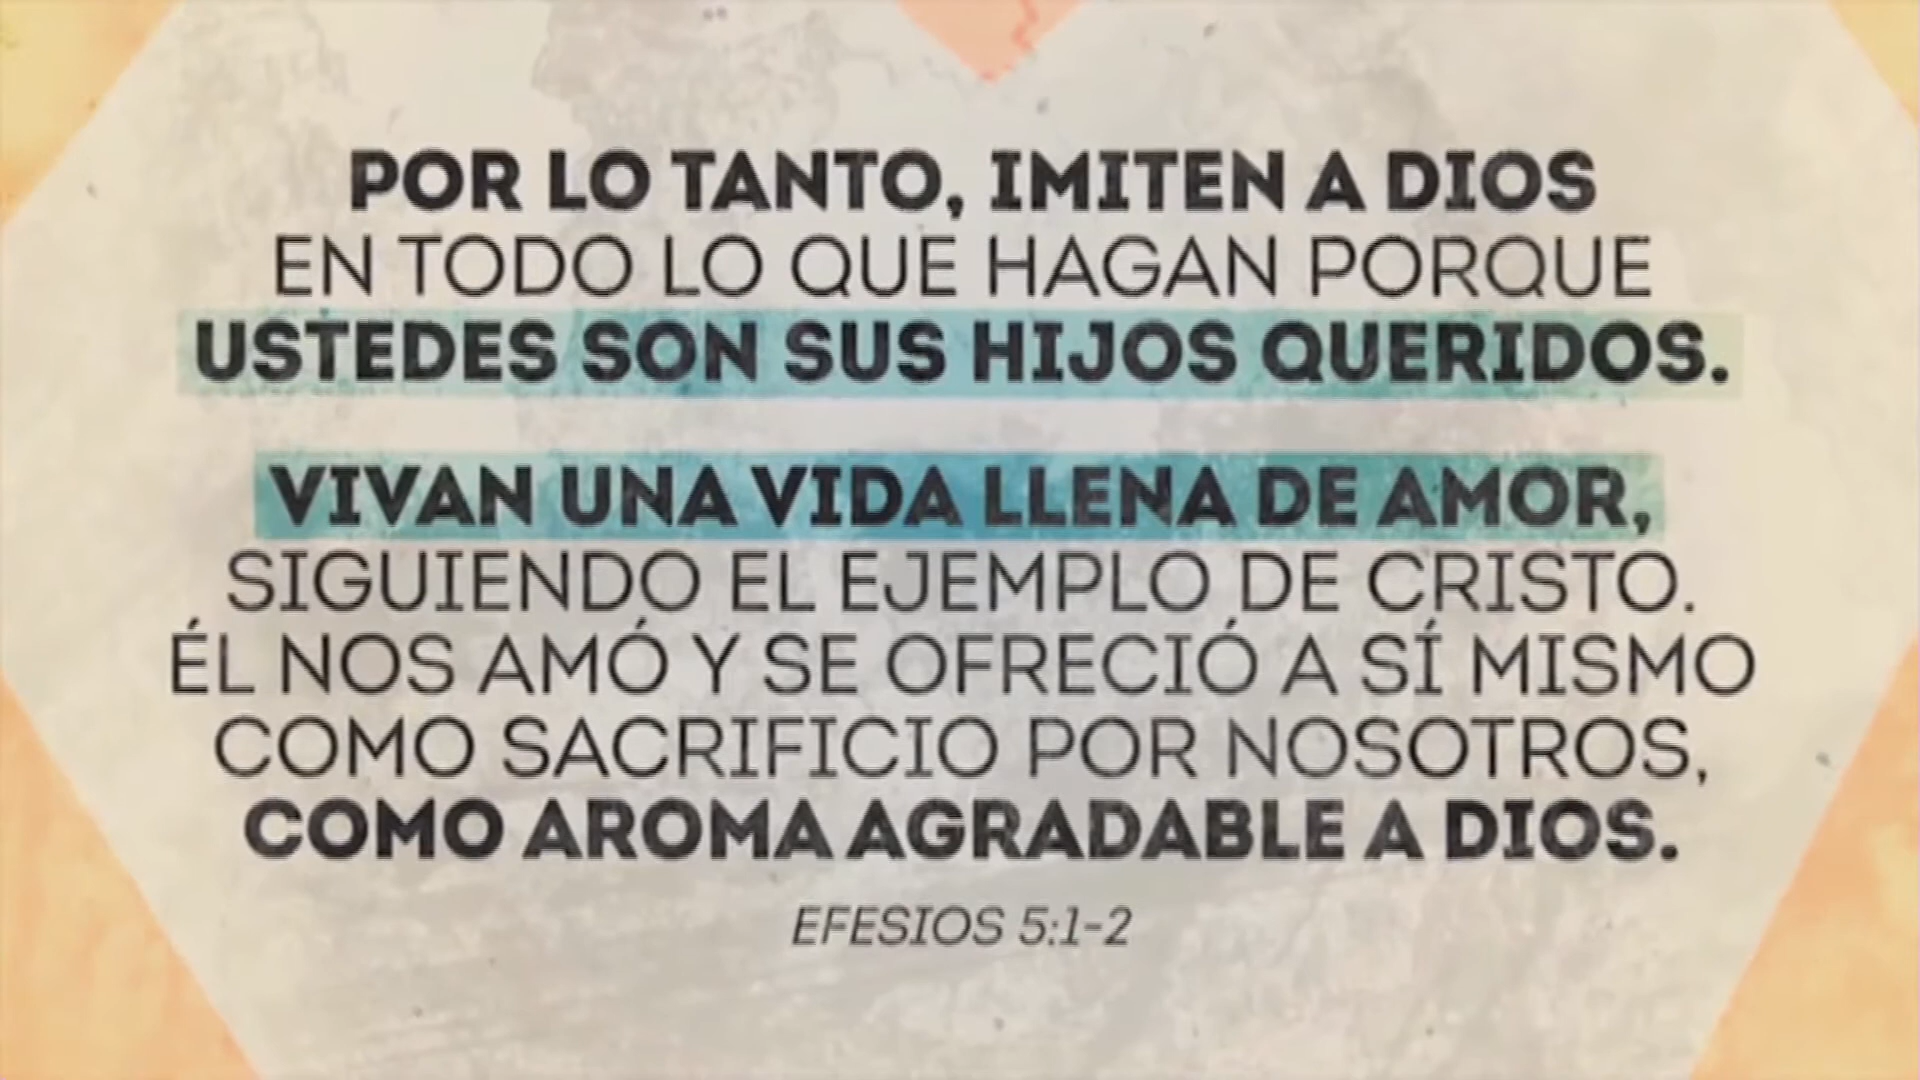 POR LO TANTO, IMITEN A DIOS
EN TODO LO QUE HAGAN PORQUE
USTEDES SON SUS HIJOS QUERIDOS.
VIVAN UNA VIDA LLENA DE AMOR,
SIGUIENDO EL EJEMPLO DE CRISTO.
ÉL NOS AMÓ Y SE OFRECIÓ A SÍ MISMO
COMO SACRIFICIO POR NOSOTROS,
COMO AROMA AGRADABLE A DIOS.
EFESIOS 5:1-2